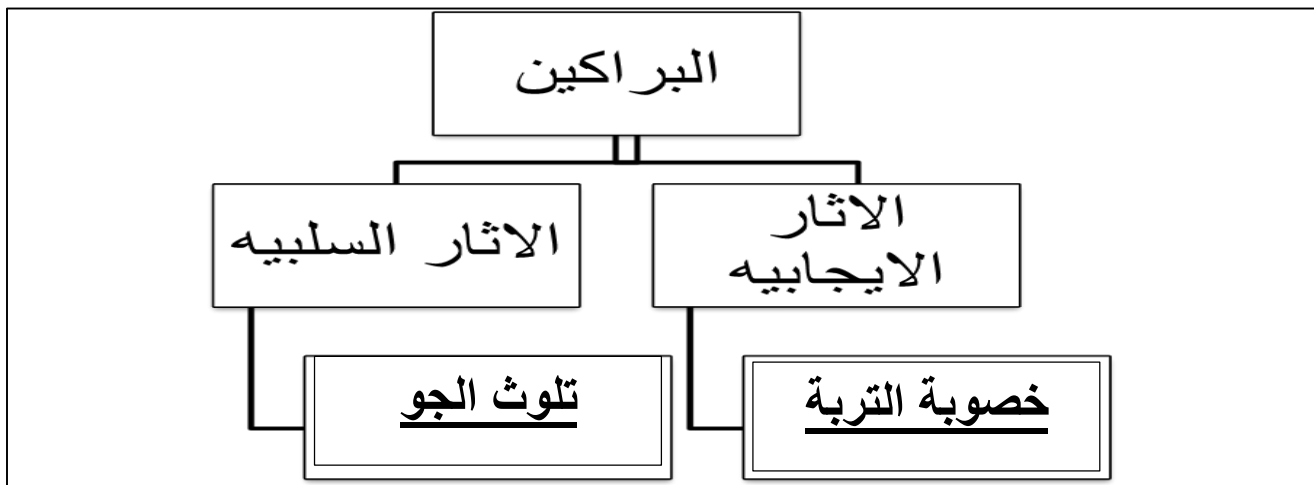 البراكين
الاثار
الايجابيه
الاثار السلبيه
خصوبة التربة
تلوث الجو